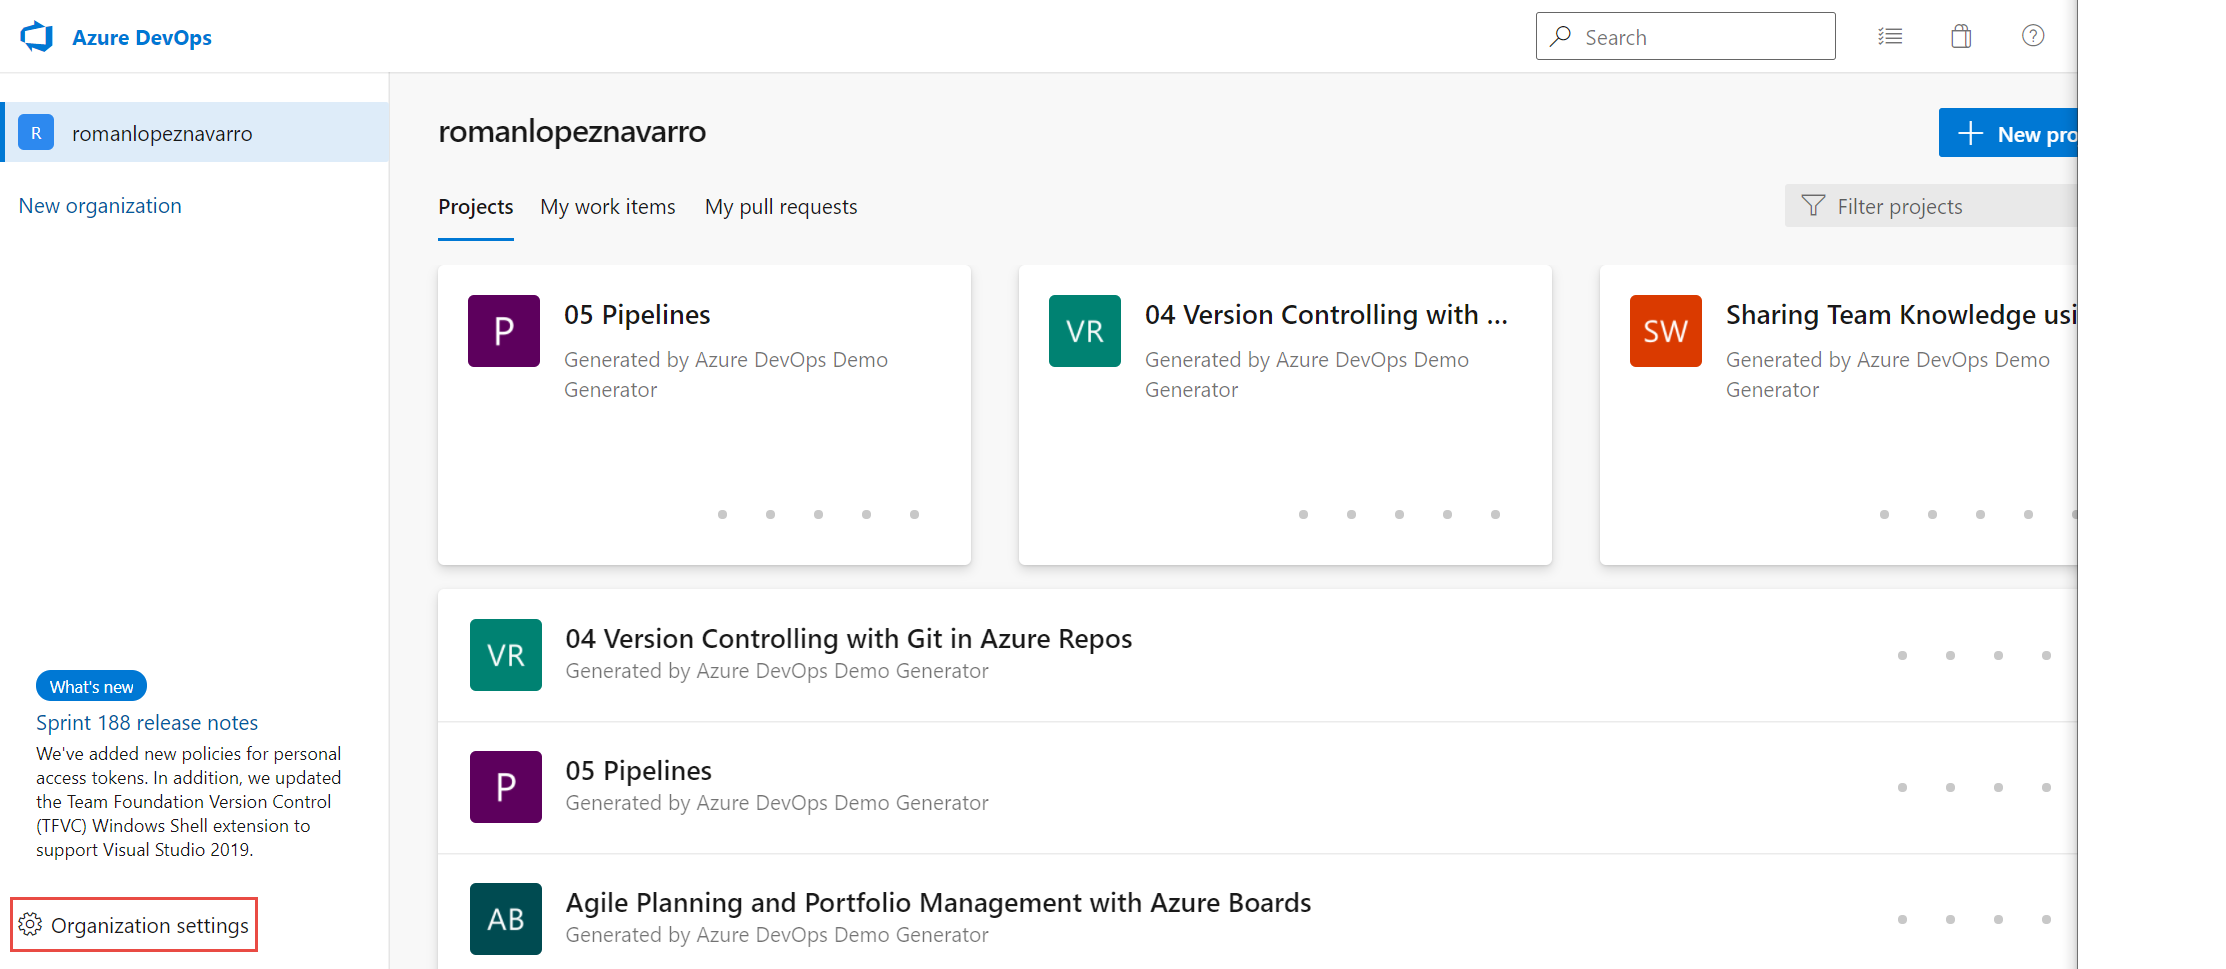 Azure DevOps
Search
R
romanlopeznavarro
New organization
What's new
Sprint 188 release notes
We've added new policies for personal
access tokens. In addition, we updated
the Team Foundation Version Control
(TFVC) Windows Shell extension to
support Visual Studio 2019.
Organization settings
romanlopeznavarro
New pro
Projects
My work items
My pull requests
Filter projects
P
05 Pipelines
Generated by Azure DevOps Demo
Generator
VR
04 Version Controlling with ...
Generated by Azure DevOps Demo
Generator
SW
Sharing Team Knowledge usi
Generated by Azure DevOps Demo
Generator
VR
04 Version Controlling with Git in Azure Repos
Generated by Azure DevOps Demo Generator
P
05 Pipelines
Generated by Azure DevOps Demo Generator
AB
Agile Planning and Portfolio Management with Azure Boards
Generated by Azure DevOps Demo Generator